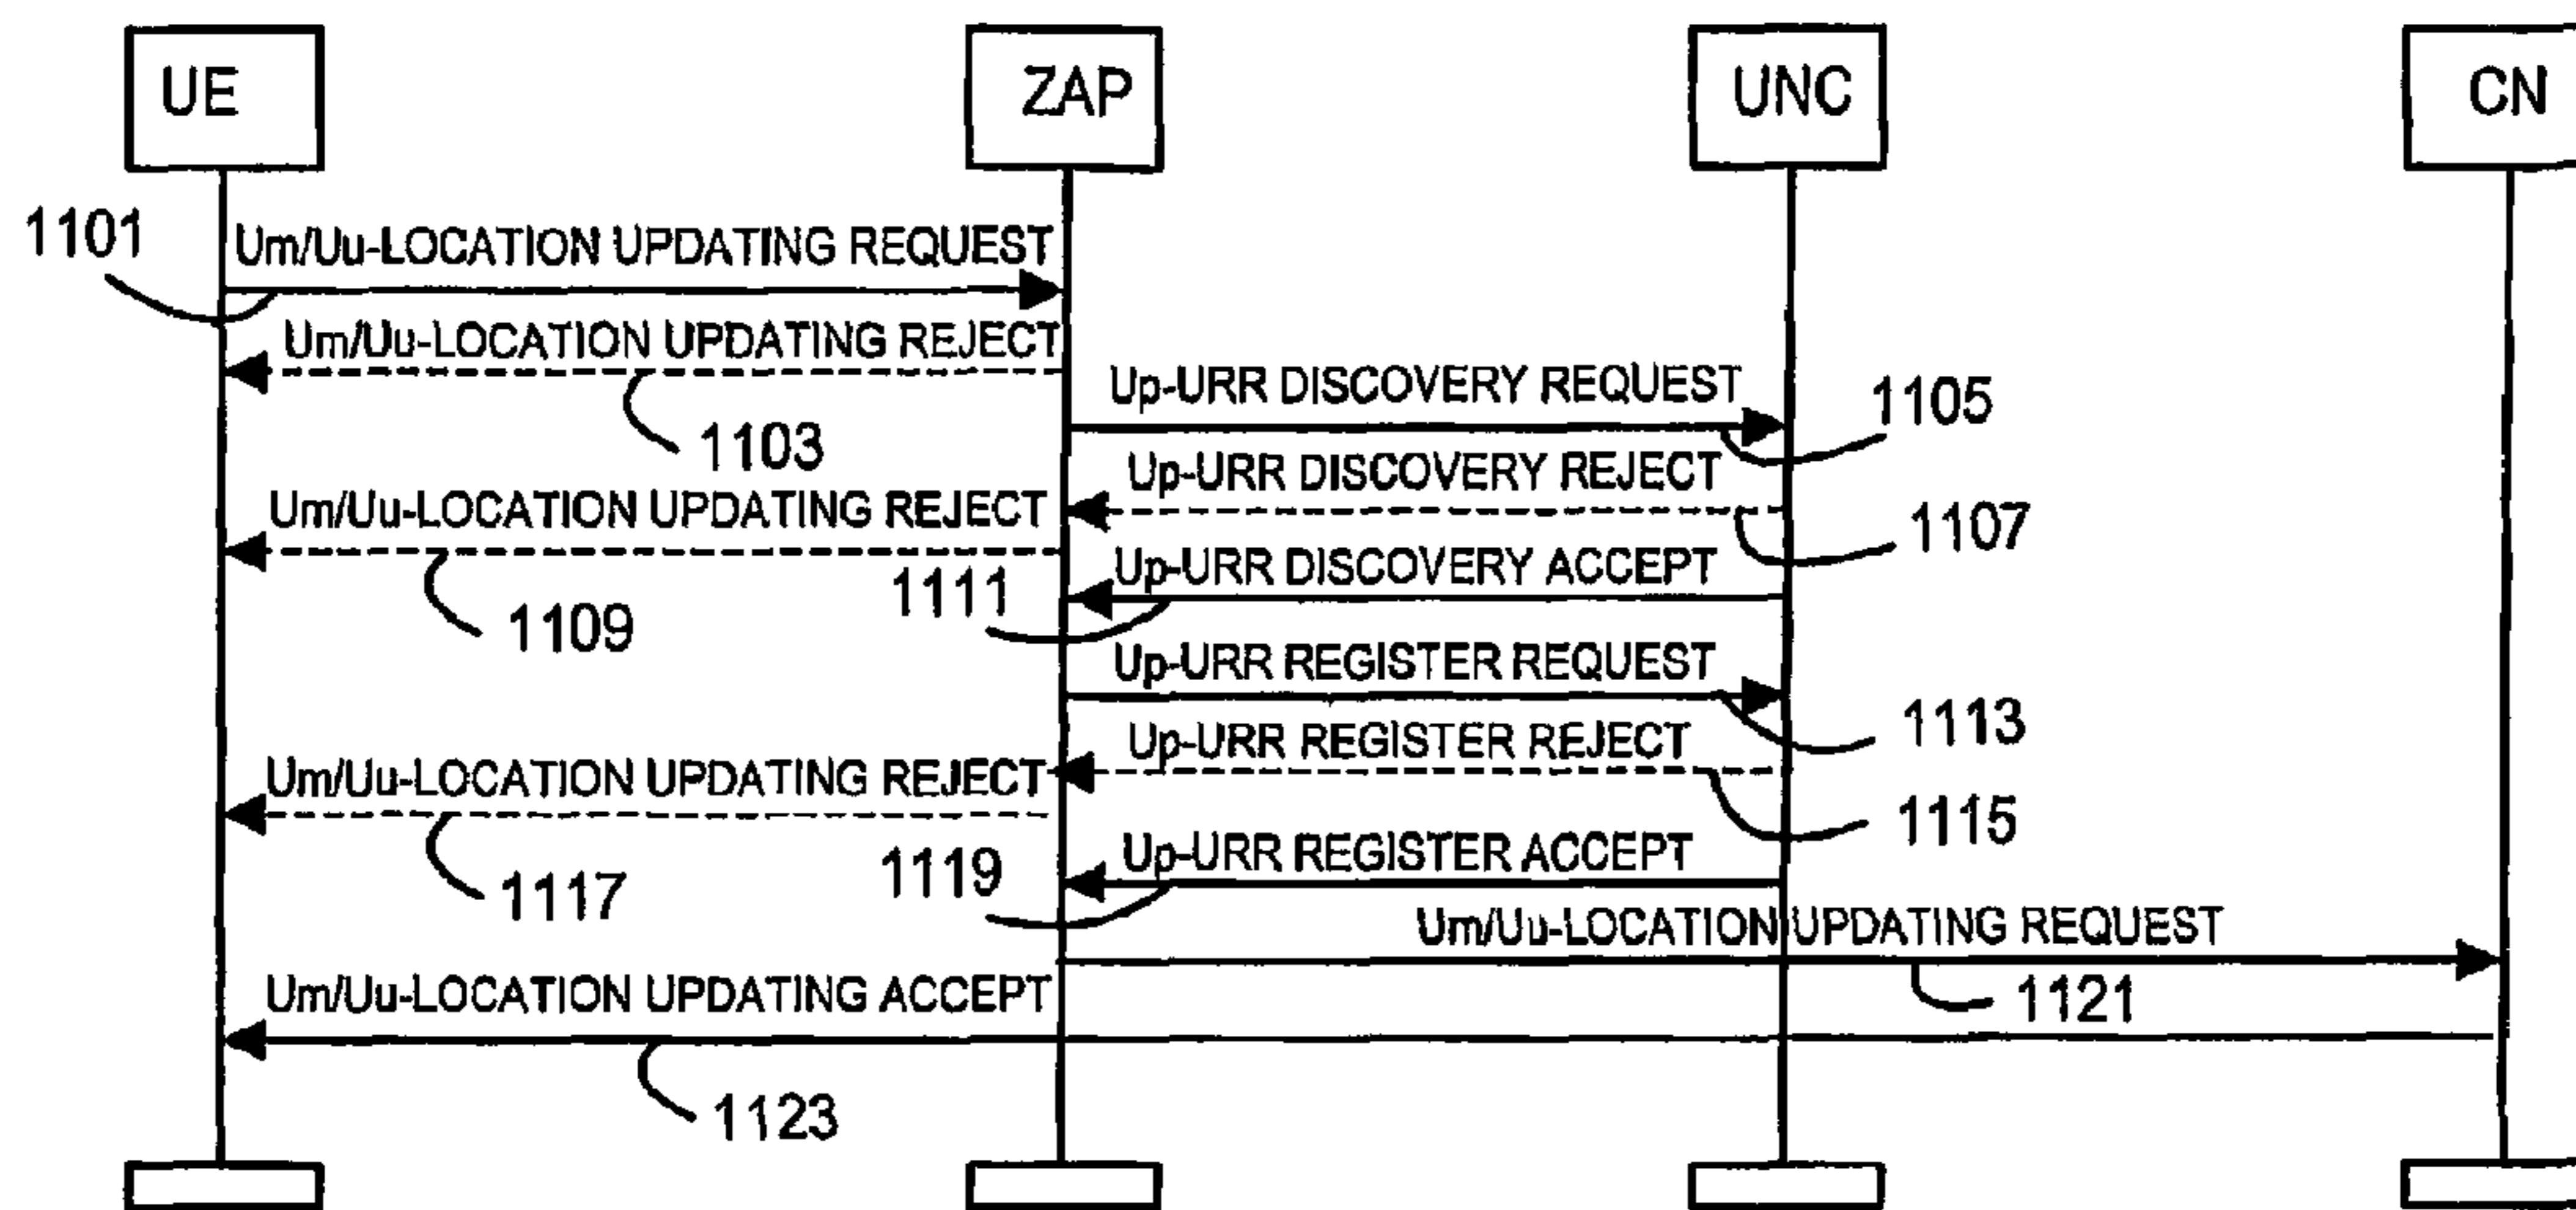 UE
ZAP
UNC
CN
1101
Um/Uu-LOCATION UPDATING REQUEST
Um/Uu-LOCATION UPDATING REJECT
1103
Up-URR DISCOVERY REQUEST
1105
Up-URR DISCOVERY REJECT
1107
Um/Uu-LOCATION UPDATING REJECT
1109
1111
Up-URR DISCOVERY ACCEPT
Up-URR REGISTER REQUEST
1113
Up-URR REGISTER REJECT
1115
Um/Uu-LOCATION UPDATING REJECT
1117
1119
Up-URR REGISTER ACCEPT
Um/Uu-LOCATION UPDATING REQUEST
1121
Um/Uu-LOCATION UPDATING ACCEPT
1123